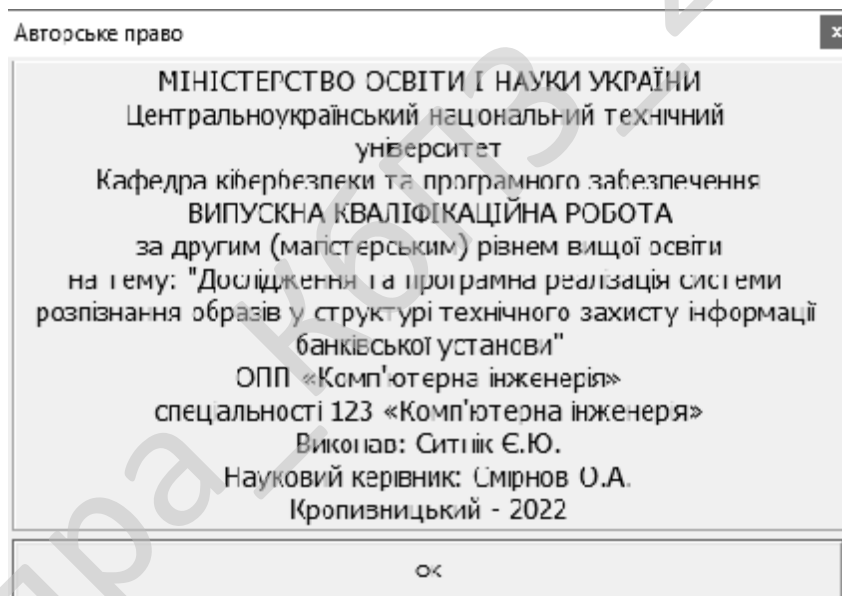 Авторське право
x
МІНІСТЕРСТВО ОСВІТИ І НАУКИ УКРАЇНИ
Центральноукраїнський національний технічний
університет
Кафедра кібербезпеки та програмного забезпечення
ВИПУСКНА КВАЛІФІКАЦІЙНА РОБОТА
за другим (магістерським) рівнем вищої освіти
на тему: "Дослідження та програмна реалізація системи
розпізнання образів у структурі технічного захисту інформації
банківської установи"
ОПП «Комп'ютерна інженерія»
спеціальності 123 «Комп'ютерна інженерія»
Виконав: Ситнік Є.Ю.
Науковий керівник: Смірнов О.А.
Кропивницький - 2022
OK